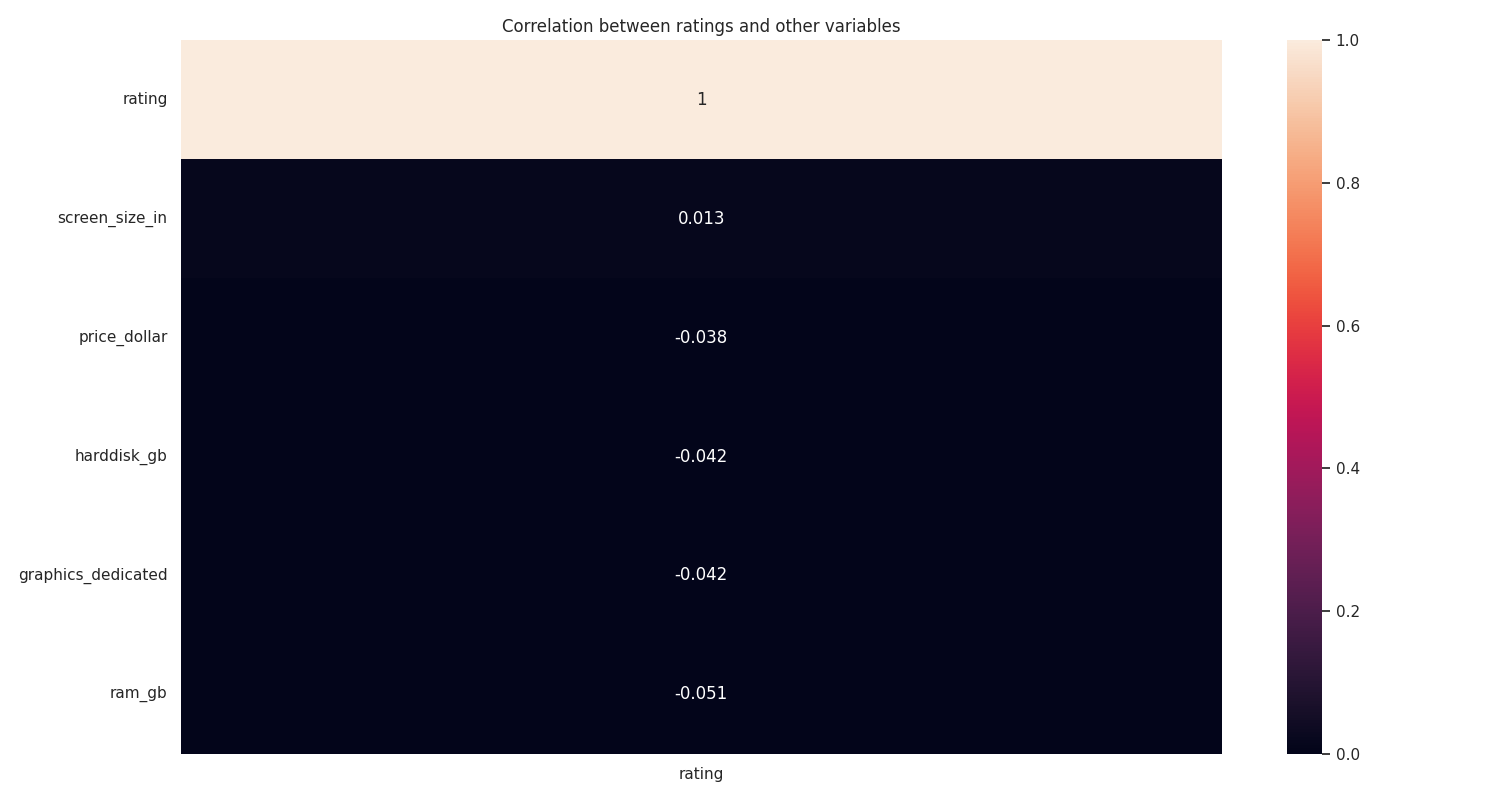 Correlation between ratings and other variables
rating
1
screen_size_in
0.013
price_dollar
-0.038
harddisk_gb
-0.042
graphics_dedicated
-0.042
ram_gb
-0.051
rating
1.0
0.8
0.6
0.4
0.2
0.0